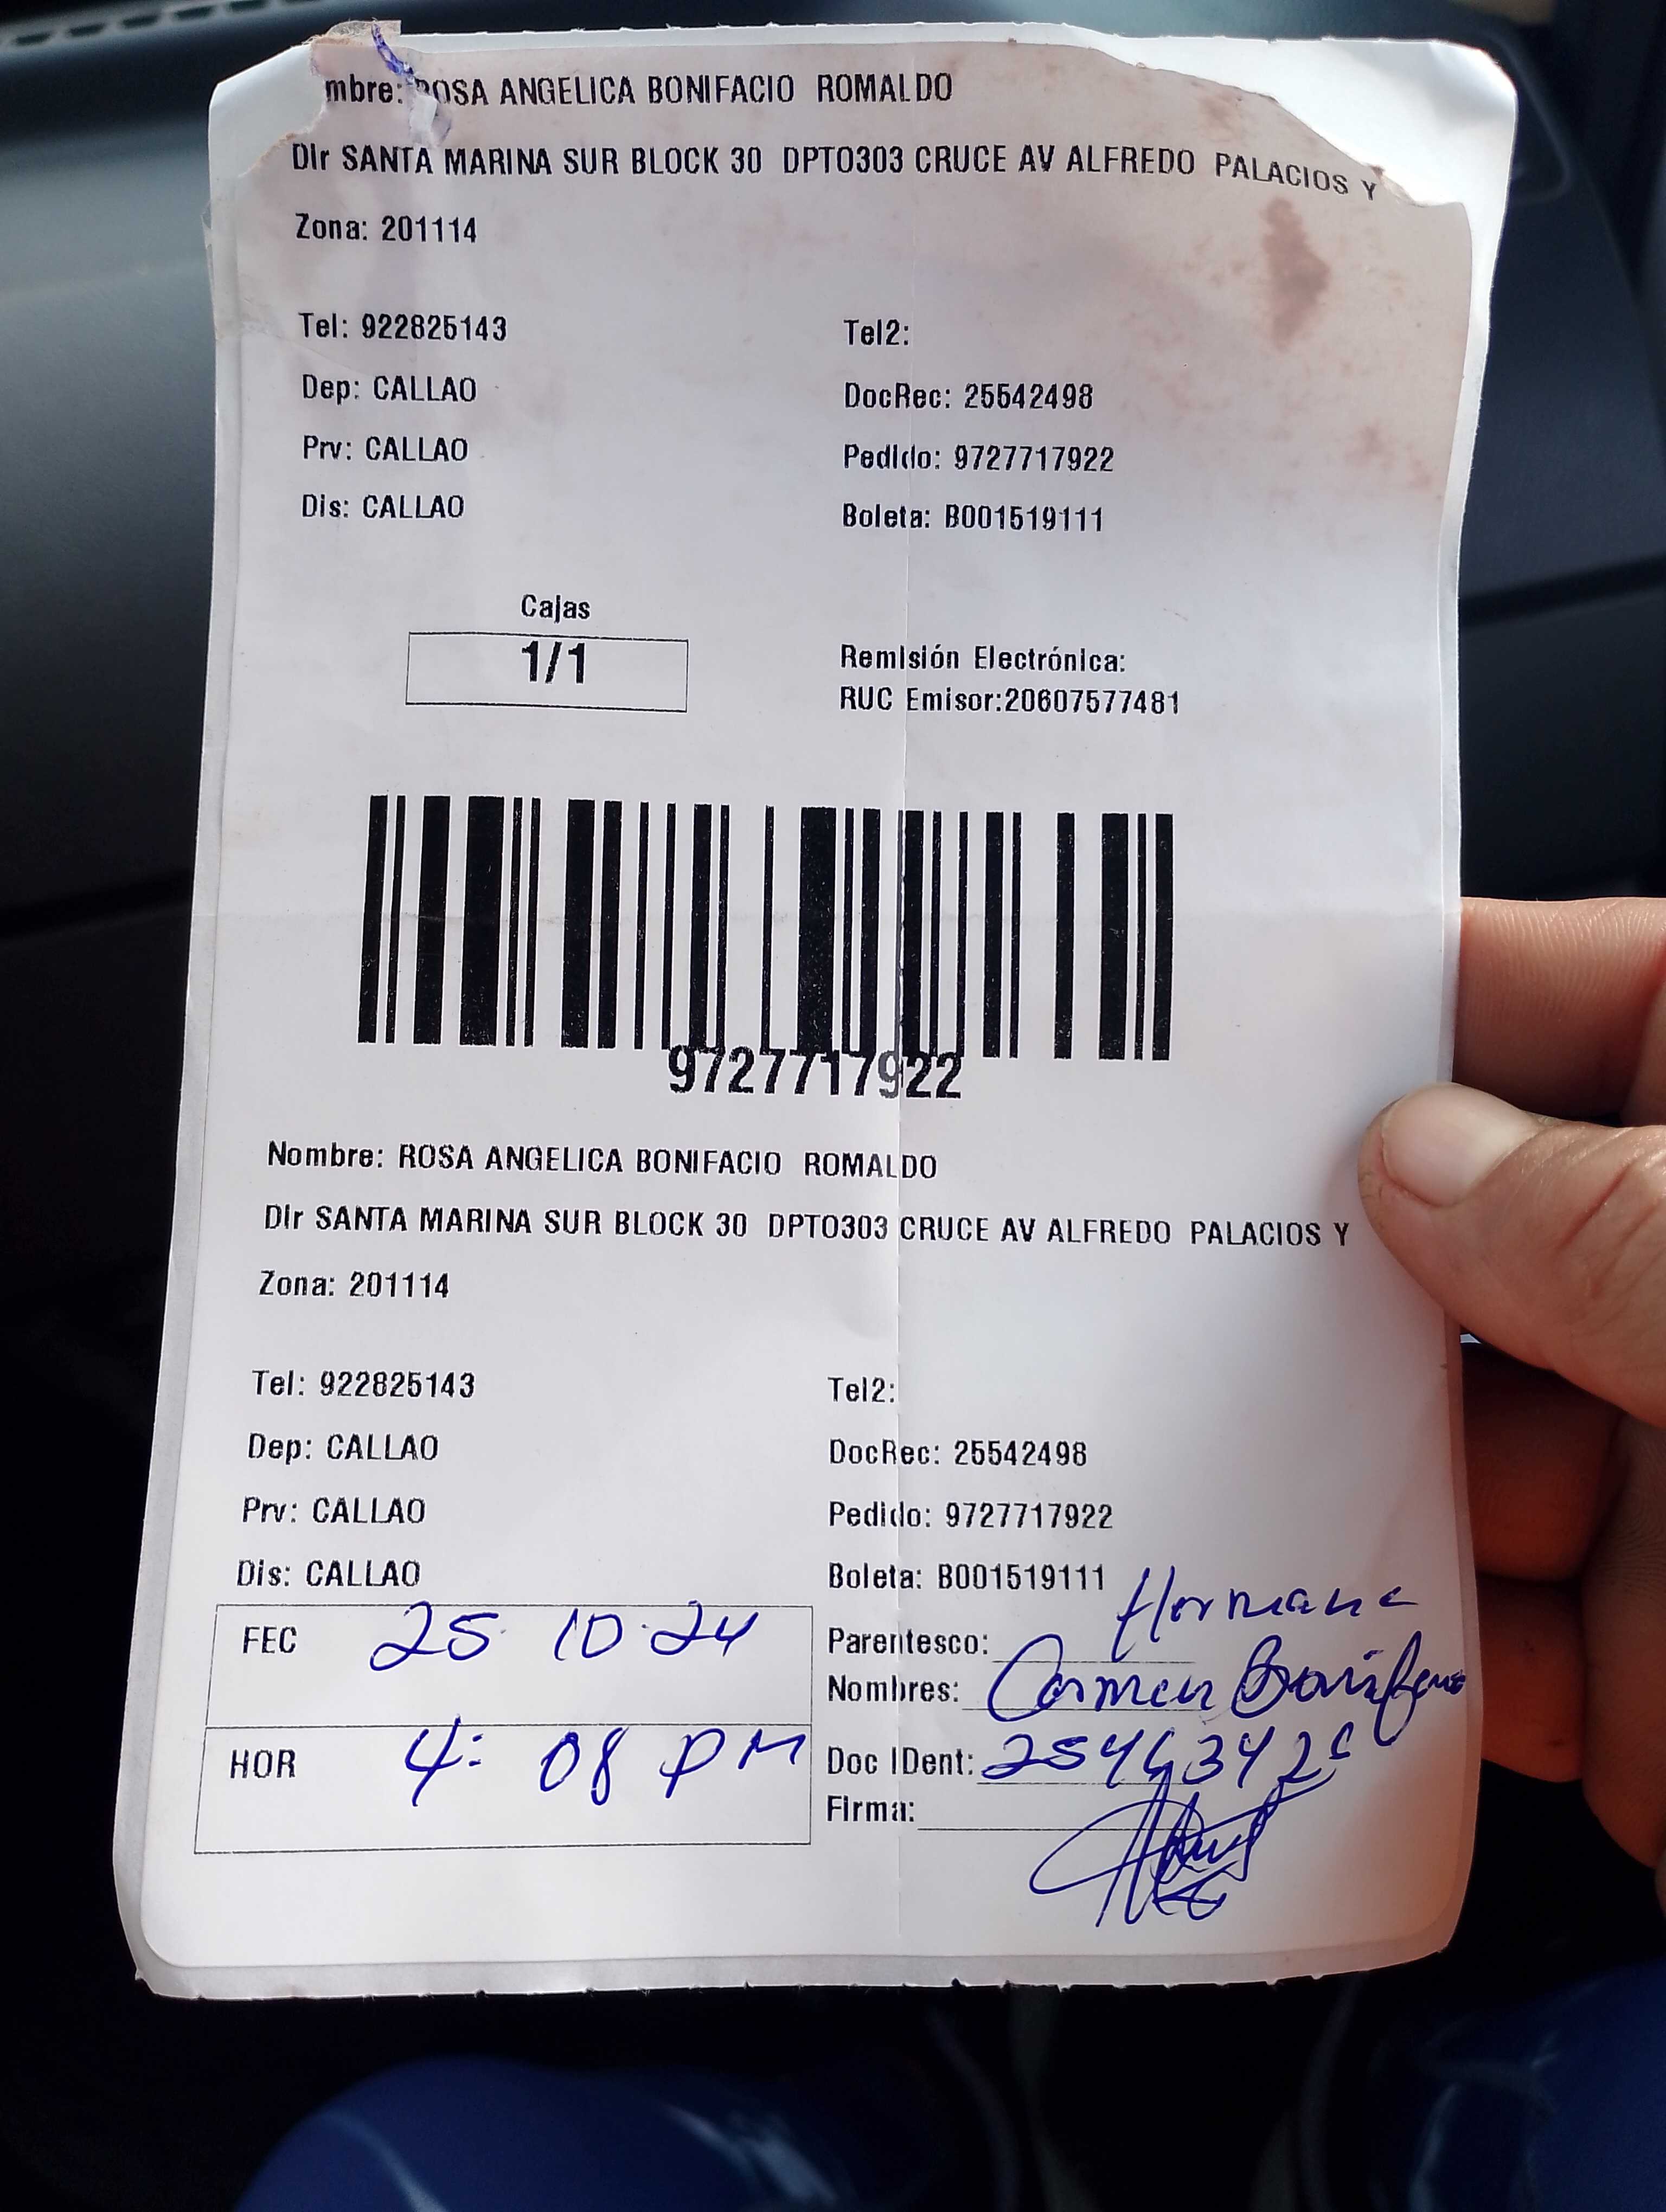 mbre: ROSA ANGELICA BONIFACIO ROMALDO
Dir SANTA MARINA SUR BLOCK 30 DPTO303 CRUCE AV ALFREDO PALACIOS Y
Zona: 201114
Tel: 922825143 Tel2:
Dep: CALLAO DocRec: 25542498
Prv: CALLAO Pedido: 9727717922
Dis: CALLAO Boleta: B001519111
Cajas
1/1
Remisión Electrónica:
RUC Emisor:20607577481
9727717922
Nombre: ROSA ANGELICA BONIFACIO ROMALDO
Dir SANTA MARINA SUR BLOCK 30 DPTO303 CRUCE AV ALFREDO PALACIOS Y
Zona: 201114
Tel: 922825143 Tel2:
Dep: CALLAO DocRec: 25542498
Prv: CALLAO Pedido: 9727717922
Dis: CALLAO Boleta: B001519111
FEC 25 10 24 Parentesco: Hermana
Nombres: Carmen Bonifacio
HOR 4: 08 PM Doc IDent:
Firma: